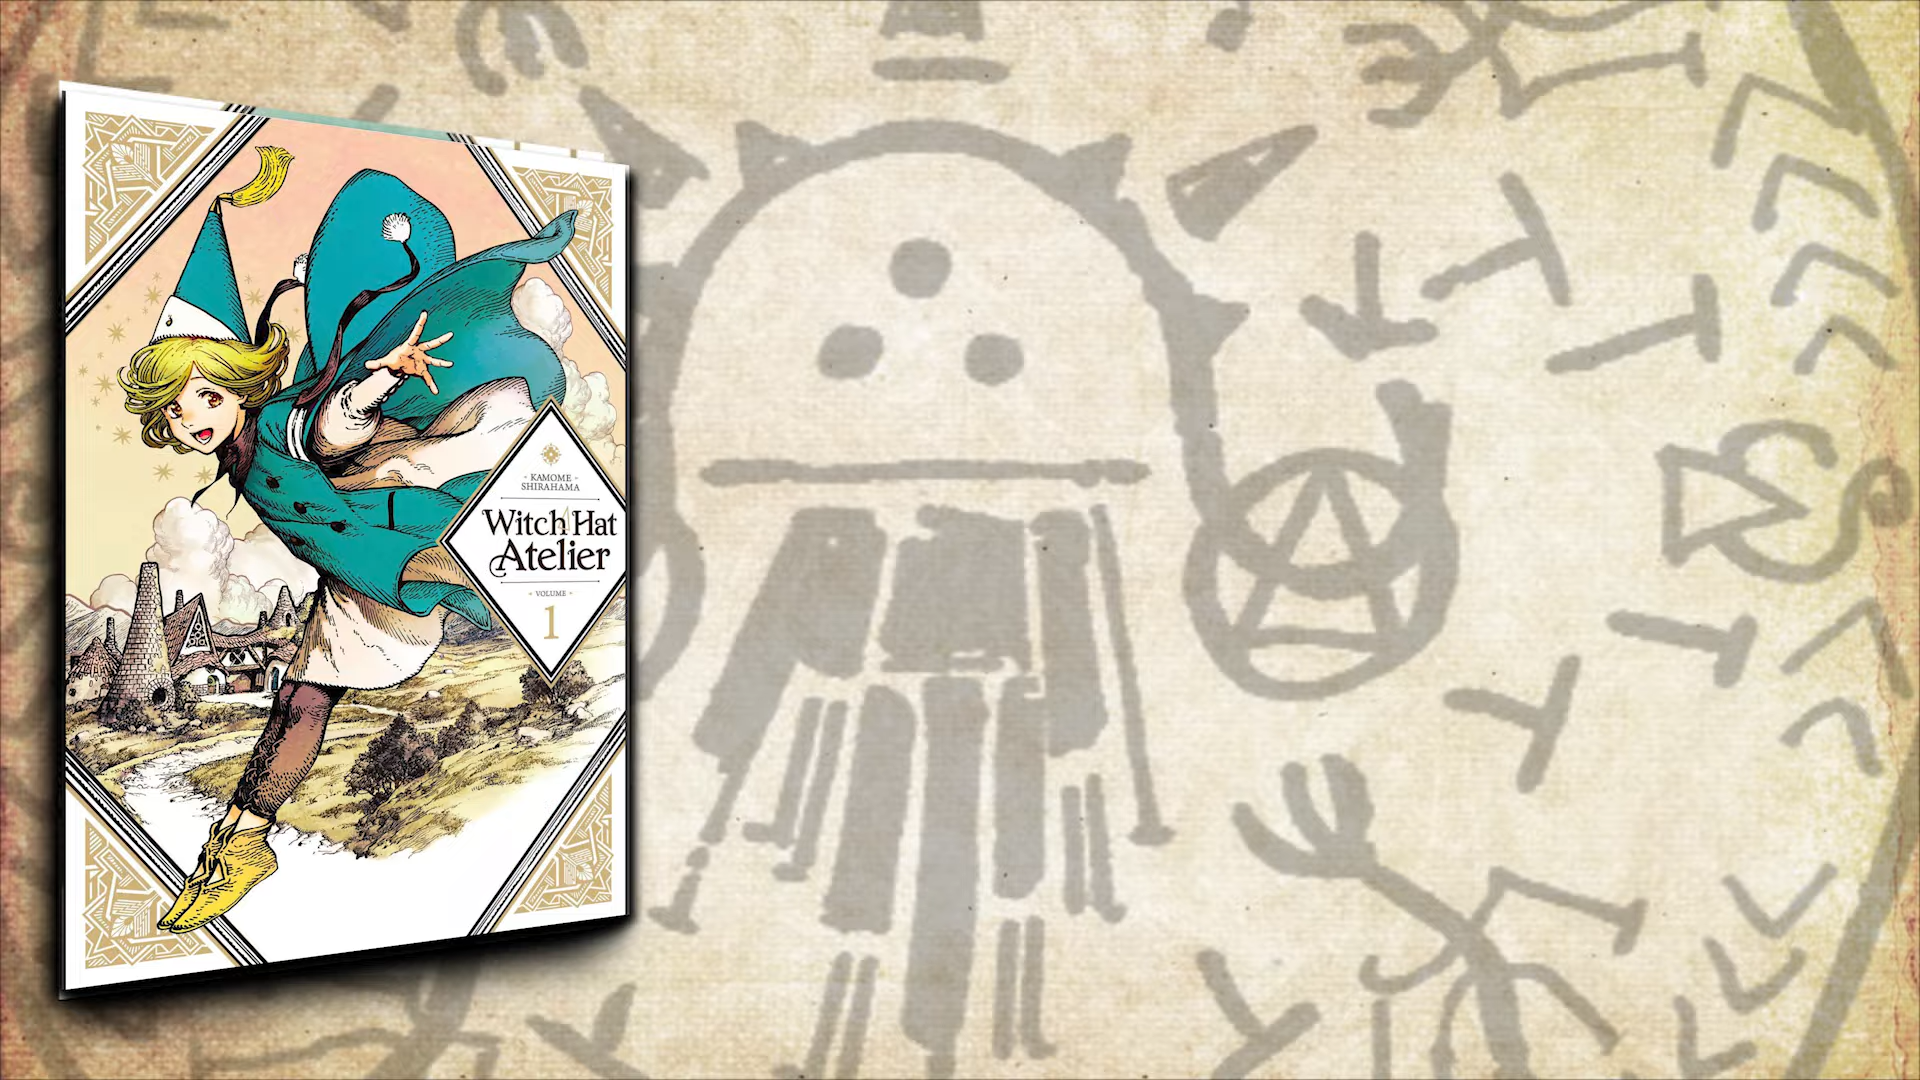 - KAMOME -
SHIRAHAMA
Witch Hat
Atelier
- VOLUME -
1